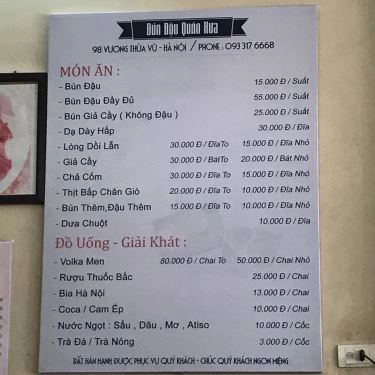 Bún Đậu Quán Xưa
98 VƯƠNG THỪA VŨ - HÀ NỘI / PHONE : 093 317 6668
MÓN ĂN :
- Bún Đậu 15.000 Đ / Suất
- Bún Đậu Đầy Đủ 55.000 Đ / Suất
- Bún Giả Cầy ( Không Đậu ) 25.000 Đ / Suất
- Dạ Dày Hấp 30.000 Đ / Đĩa
- Lòng Dồi Lẫn 30.000 Đ / Đĩa To 15.000 Đ / Đĩa Nhỏ
- Giả Cầy 30.000 Đ / Bát To 20.000 Đ / Bát Nhỏ
- Chả Cốm 30.000 Đ / Đĩa To 15.000 Đ / Đĩa Nhỏ
- Thịt Bắp Chân Giò 20.000 Đ / Đĩa To 10.000 Đ / Đĩa Nhỏ
- Bún Thêm,Đậu Thêm 15.000 Đ / Đĩa To 10.000 Đ / Đĩa Nhỏ
- Dưa Chuột 10.000 Đ / Đĩa
Đồ Uống - Giải Khát :
- Volka Men 80.000 Đ / Chai To 50.000 Đ / Chai Nhỏ
- Rượu Thuốc Bắc 25.000 Đ / Chai
- Bia Hà Nội 13.000 Đ / Chai
- Coca / Cam Ép 10.000 Đ / Chai
- Nước Ngọt : Sấu , Dâu , Mơ , Atiso 10.000 Đ / Cốc
- Trà Đá / Trà Nóng 3.000 Đ / Cốc
RẤT HÂN HẠNH ĐƯỢC PHỤC VỤ QUÝ KHÁCH - CHÚC QUÝ KHÁCH NGON MIỆNG